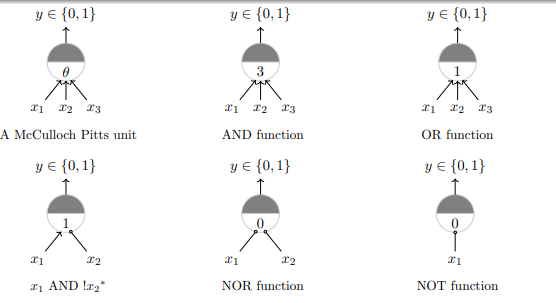 y ∈ {0, 1} y ∈ {0, 1} y ∈ {0, 1}
θ 3 1
x₁ x₂ x₃ x₁ x₂ x₃ x₁ x₂ x₃
A McCulloch Pitts unit AND function OR function
y ∈ {0, 1} y ∈ {0, 1} y ∈ {0, 1}
1 0 0
x₁ x₂ x₁ x₂ x₁
x₁ AND !x₂* NOR function NOT function